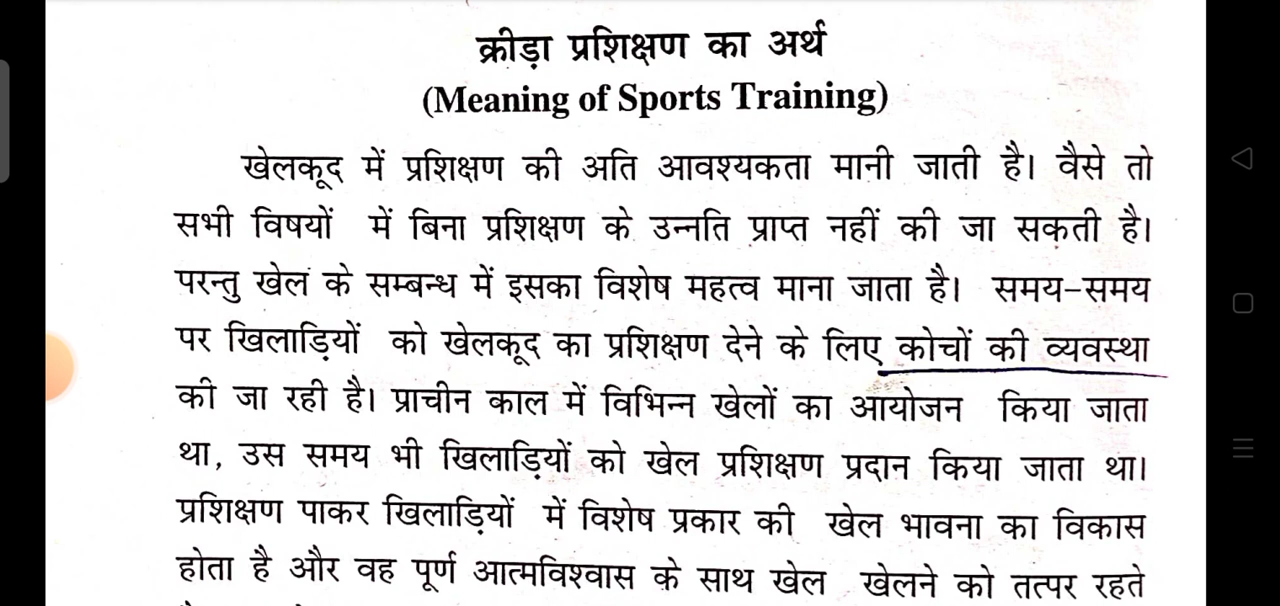 क्रीड़ा प्रशिक्षण का अर्थ
(Meaning of Sports Training)
खेलकूद में प्रशिक्षण की अति आवश्यकता मानी जाती है। वैसे तो
सभी विषयों में बिना प्रशिक्षण के उन्नति प्राप्त नहीं की जा सकती है।
परन्तु खेल के सम्बन्ध में इसका विशेष महत्व माना जाता है। समय-समय
पर खिलाड़ियों को खेलकूद का प्रशिक्षण देने के लिए कोचों की व्यवस्था
की जा रही है। प्राचीन काल में विभिन्न खेलों का आयोजन किया जाता
था, उस समय भी खिलाड़ियों को खेल प्रशिक्षण प्रदान किया जाता था।
प्रशिक्षण पाकर खिलाड़ियों में विशेष प्रकार की खेल भावना का विकास
होता है और वह पूर्ण आत्मविश्वास के साथ खेल खेलने को तत्पर रहते